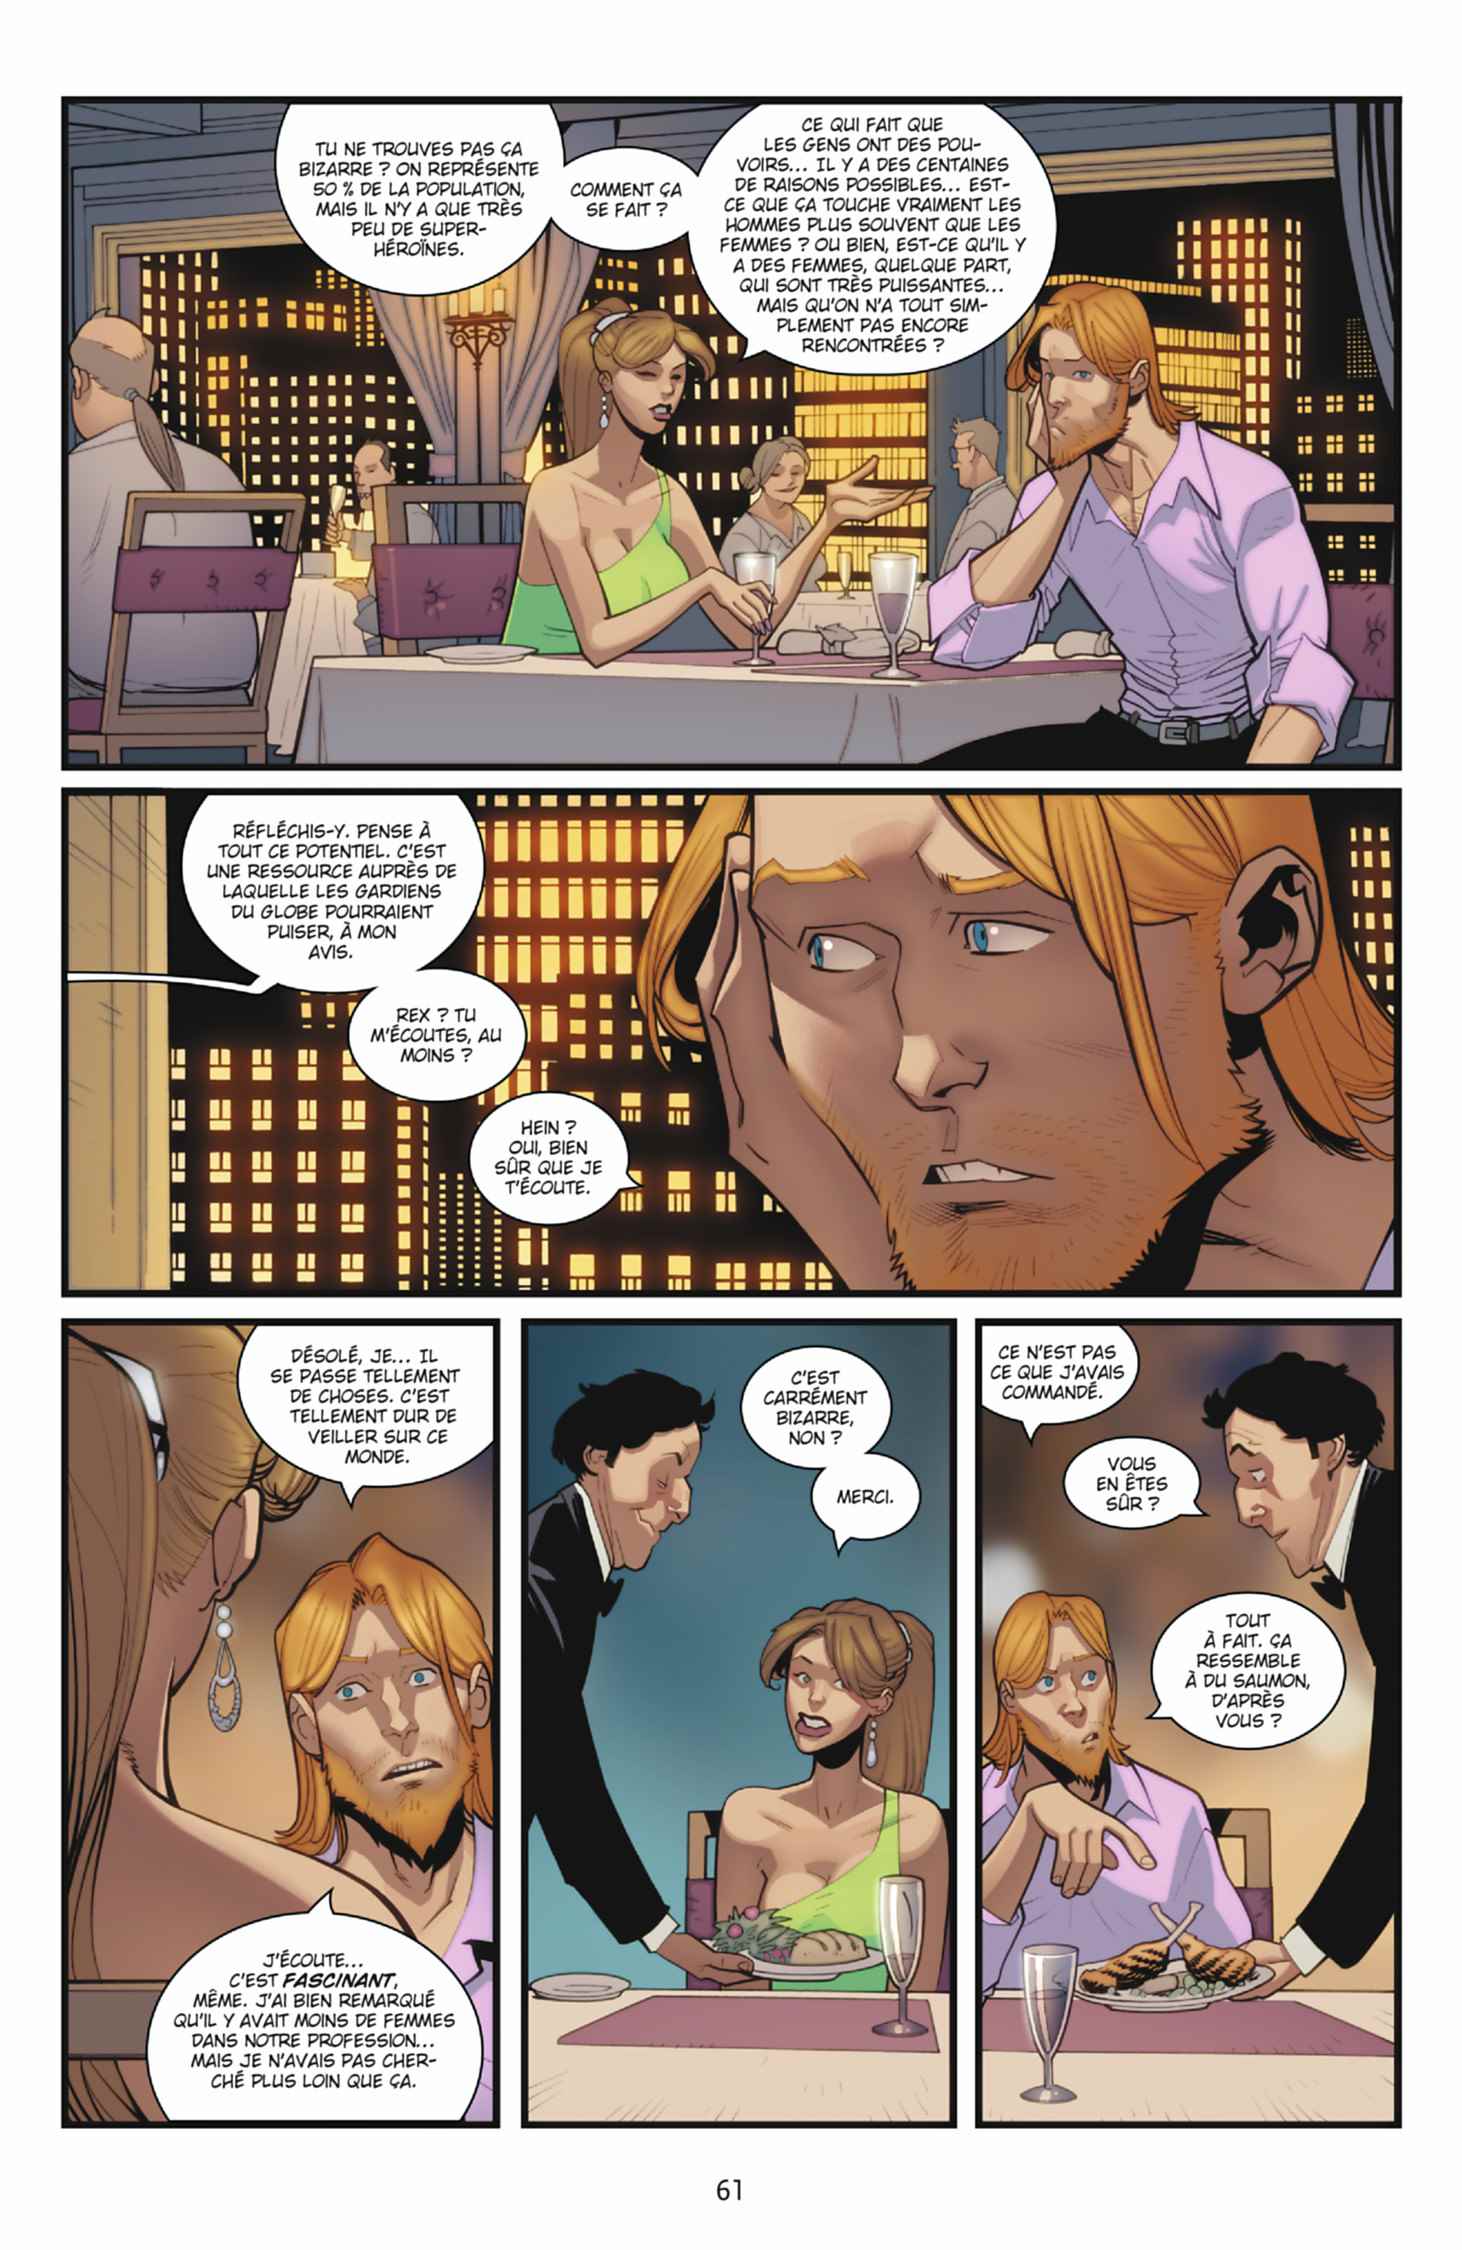 TU NE TROUVES PAS ÇA
BIZARRE ? ON REPRÉSENTE
50 % DE LA POPULATION,
MAIS IL N'Y A QUE TRÈS
PEU DE SUPER-
HÉROÏNES.
COMMENT ÇA
SE FAIT ?
CE QUI FAIT QUE
LES GENS ONT DES POU-
VOIRS... IL Y A DES CENTAINES
DE RAISONS POSSIBLES... EST-
CE QUE ÇA TOUCHE VRAIMENT LES
HOMMES PLUS SOUVENT QUE LES
FEMMES ? OU BIEN, EST-CE QU'IL Y
A DES FEMMES, QUELQUE PART,
QUI SONT TRÈS PUISSANTES...
MAIS QU'ON N'A TOUT SIM-
PLEMENT PAS ENCORE
RENCONTRÉES ?
RÉFLÉCHIS-Y. PENSE À
TOUT CE POTENTIEL. C'EST
UNE RESSOURCE AUPRÈS DE
LAQUELLE LES GARDIENS
DU GLOBE POURRAIENT
PUISER, À MON
AVIS.
REX ? TU
M'ÉCOUTES, AU
MOINS ?
HEIN ?
OUI, BIEN
SÛR QUE JE
T'ÉCOUTE.
DÉSOLÉ, JE... IL
SE PASSE TELLEMENT
DE CHOSES. C'EST
TELLEMENT DUR DE
VEILLER SUR CE
MONDE.
J'ÉCOUTE...
C'EST FASCINANT,
MÊME. J'AI BIEN REMARQUÉ
QU'IL Y AVAIT MOINS DE FEMMES
DANS NOTRE PROFESSION...
MAIS JE N'AVAIS PAS CHER-
CHÉ PLUS LOIN QUE ÇA.
C'EST
CARRÉMENT
BIZARRE,
NON ?
MERCI.
CE N'EST PAS
CE QUE J'AVAIS
COMMANDÉ.
VOUS
EN ÊTES
SÛR ?
TOUT
À FAIT. ÇA
RESSEMBLE
À DU SAUMON,
D'APRÈS
VOUS ?
61